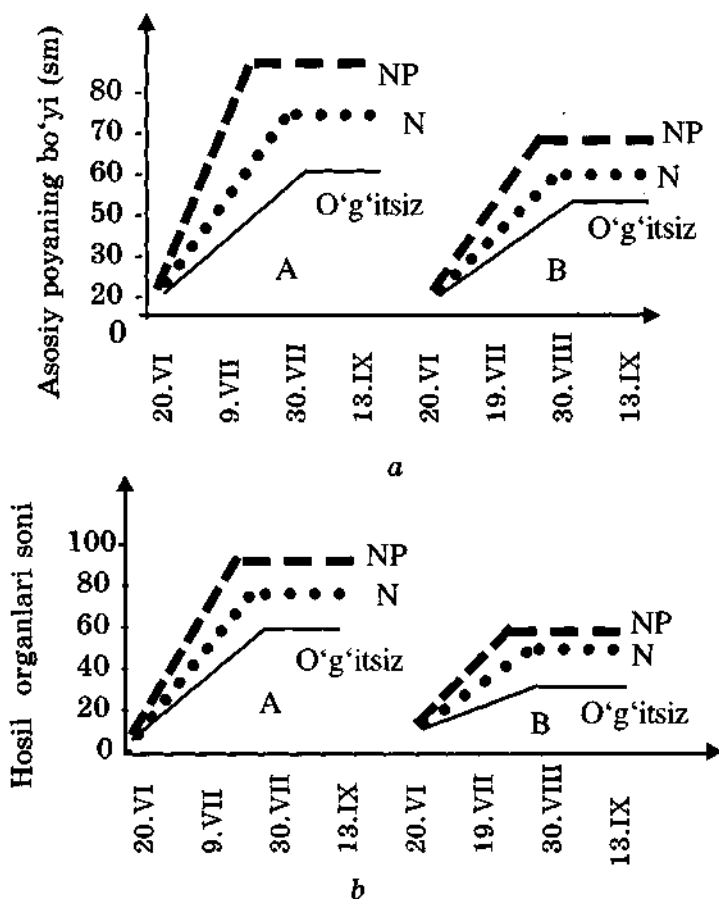 Asosiy poyaning bo‘yi (sm)
80
70
60
50
30
20
0
NP
N
O‘g‘itsiz
A
NP
N
O‘g‘itsiz
B
20.VI
9.VII
30.VII
13.IX
20.VI
19.VII
30.VIII
13.IX
a
Hosil organlari soni
100
80
60
40
20
0
NP
N
O‘g‘itsiz
A
NP
N
O‘g‘itsiz
B
20.VI
9.VII
30.VII
13.IX
20.VI
19.VII
30.VIII
13.IX
b